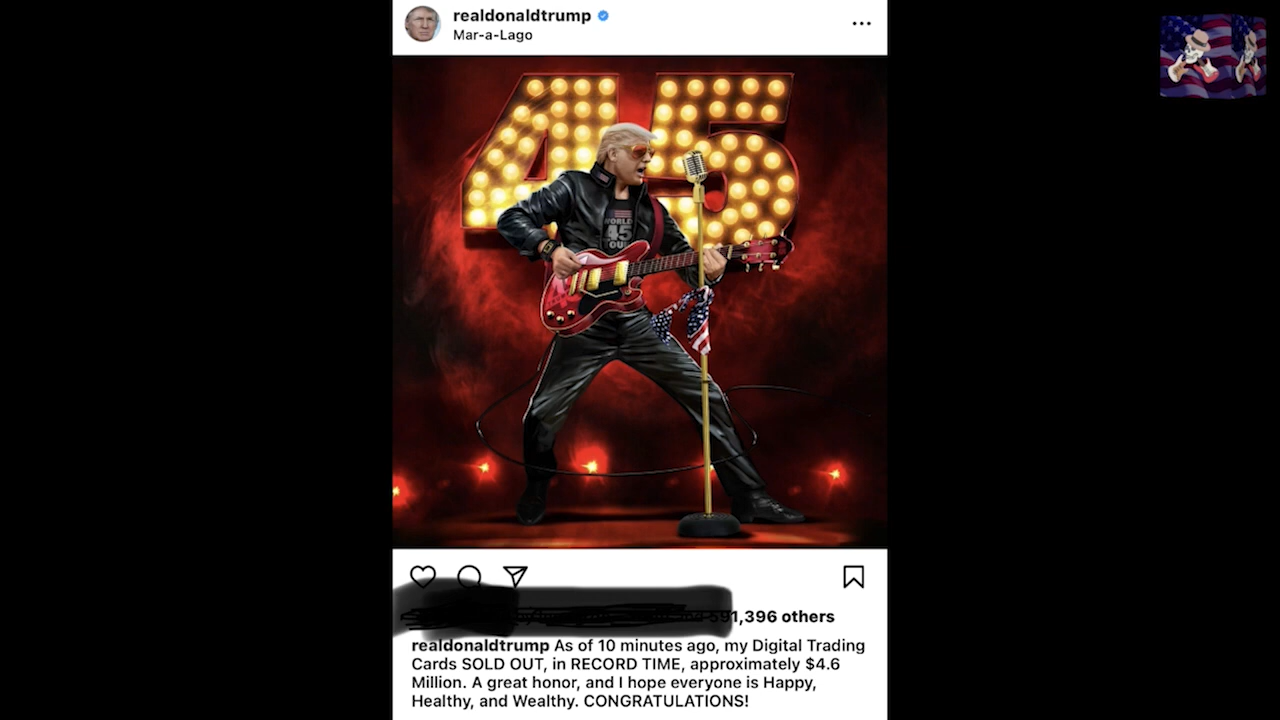 realdonaldtrump
Mar-a-Lago
45
WORLD
45
TOUR
91,396 others
realdonaldtrump As of 10 minutes ago, my Digital Trading
Cards SOLD OUT, in RECORD TIME, approximately $4.6
Million. A great honor, and I hope everyone is Happy,
Healthy, and Wealthy. CONGRATULATIONS!